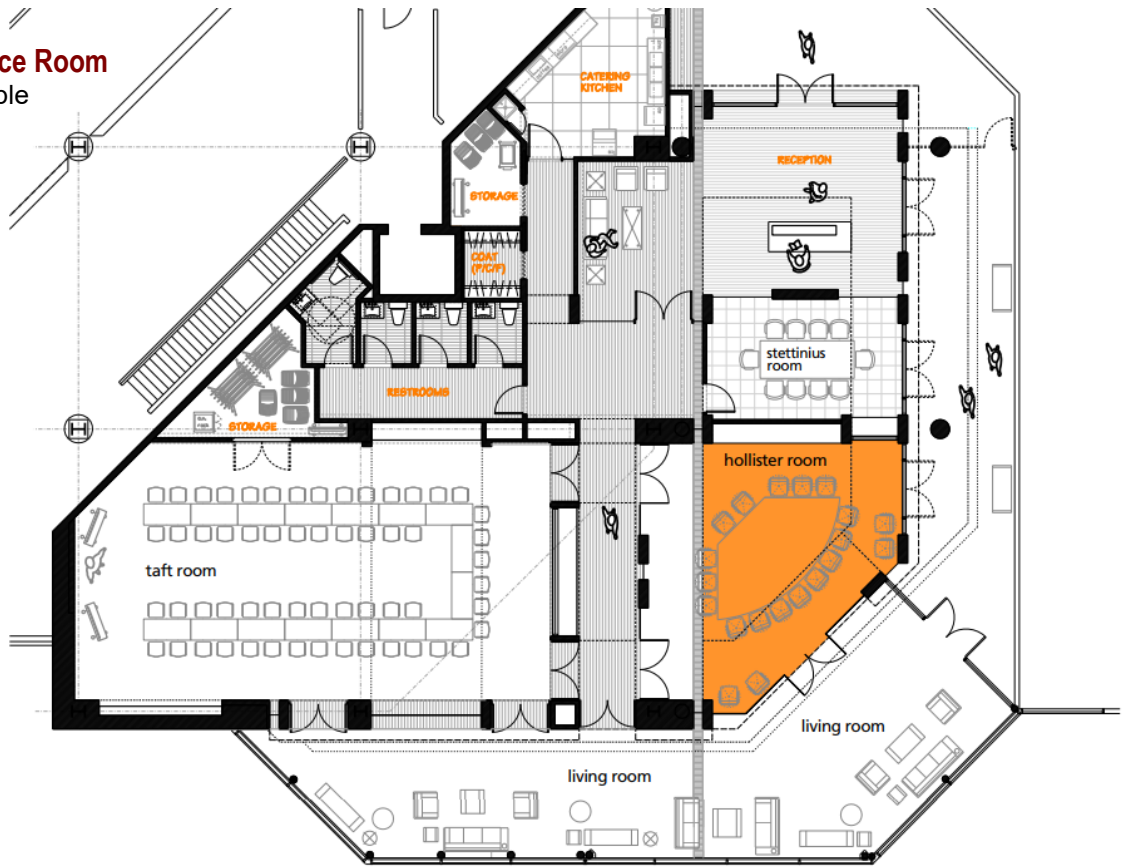 ce Room
ole
CATERING
KITCHEN
RECEPTION
STORAGE
COAT
(P/C/F)
stettinius
room
RESTROOMS
STORAGE
hollister room
taft room
living room
living room